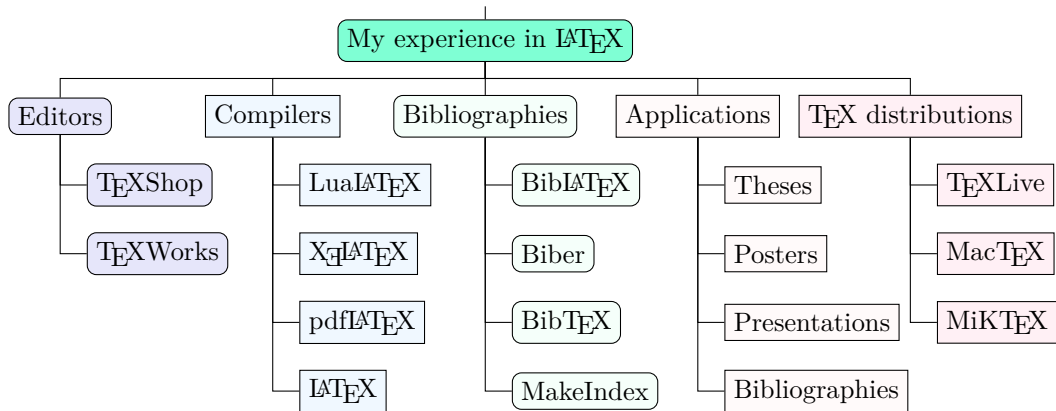 My experience in LATEX
Editors
Compilers
Bibliographies
Applications
TEX distributions
TEXShop
LuaLATEX
BibLATEX
Theses
TEXLive
TEXWorks
XƎLATEX
Biber
Posters
MacTEX
pdfLATEX
BibTEX
Presentations
MiKTEX
LATEX
MakeIndex
Bibliographies